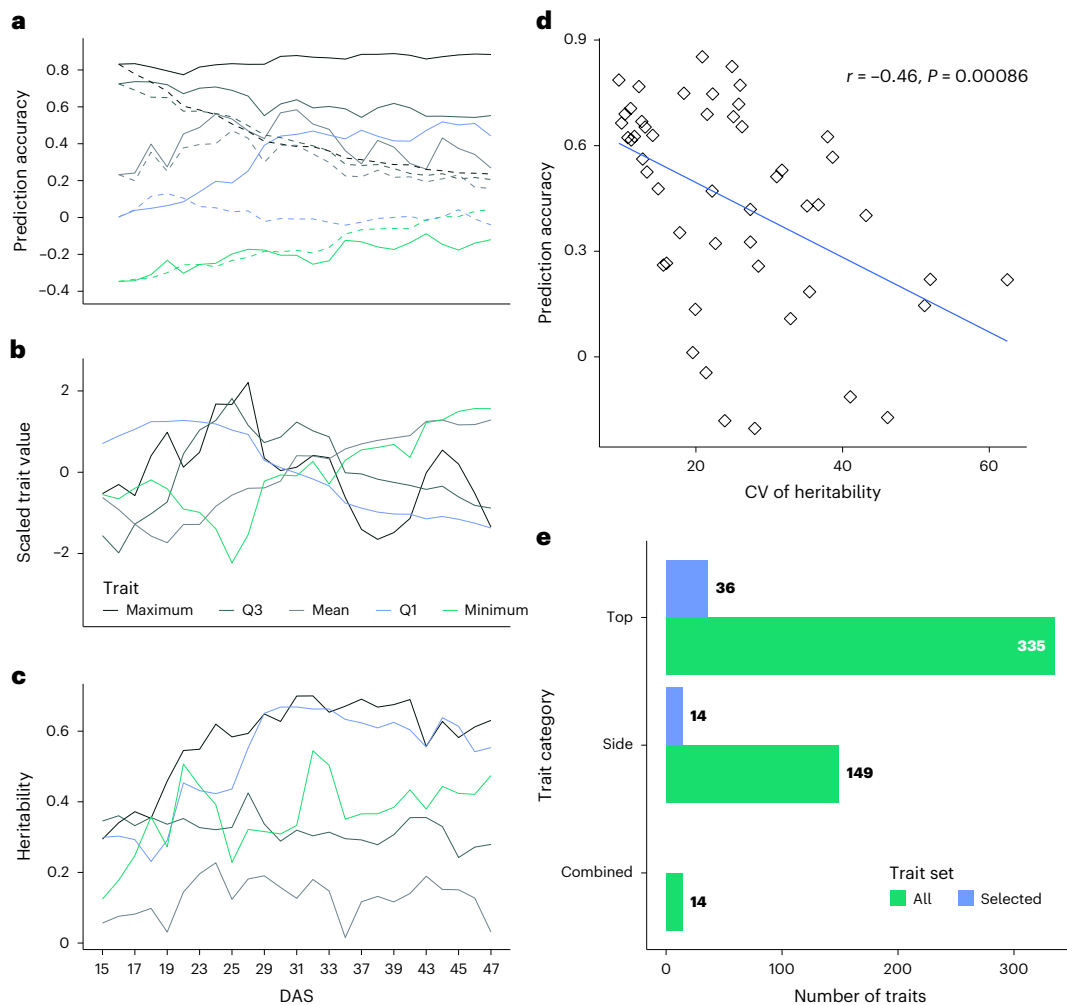 a
Prediction accuracy
0.8
0.6
0.4
0.2
0
–0.2
–0.4
b
Scaled trait value
2
0
–2
Trait
Maximum Q3 Mean Q1 Minimum
c
Heritability
0.6
0.4
0.2
0
15 17 19 23 25 29 31 33 37 39 43 45 47
DAS
d
Prediction accuracy
0.9
0.6
0.3
0
r = –0.46, P = 0.00086
20 40 60
CV of heritability
e
Trait category
Top
36
335
Side
14
149
Combined
14
Trait set
All Selected
0 100 200 300
Number of traits